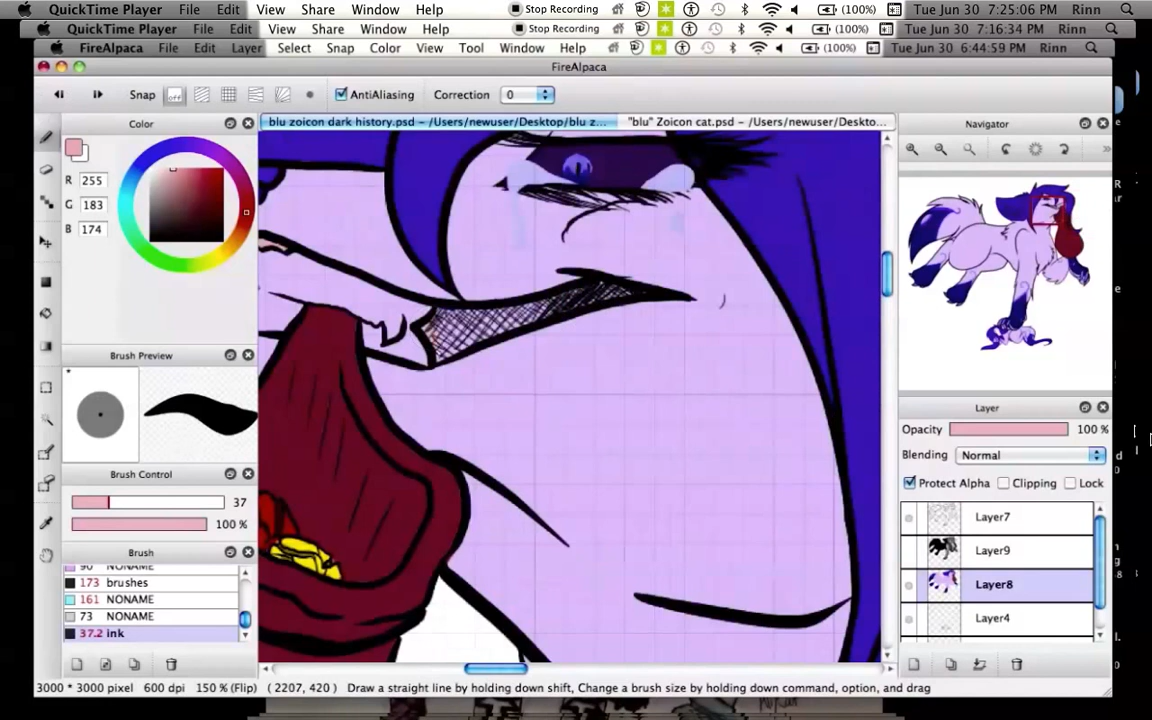 QuickTime Player File Edit View Share Window Help Stop Recording (100%) Tue Jun 30 7:25:06 PM Rinn
QuickTime Player File Edit View Share Window Help Stop Recording (100%) Tue Jun 30 7:16:34 PM Rinn
FireAlpaca File Edit Layer Select Snap Color View Tool Window Help (100%) Tue Jun 30 6:44:59 PM Rinn
FireAlpaca
Snap off AntiAliasing Correction 0
Color
blu zoicon dark history.psd – /Users/newuser/Desktop/blu z...
"blu" Zoicon cat.psd – /Users/newuser/Deskto...
Navigator
R 255
G 183
B 174
Brush Preview
Layer
Opacity 100 %
Blending Normal
Brush Control
Protect Alpha Clipping Lock
37
100 %
Layer7
Layer9
Brush
90 NONAME
173 brushes
Layer8
161 NONAME
73 NONAME
Layer4
37.2 ink
3000 * 3000 pixel 600 dpi 150 % (Flip) ( 2207, 420 ) Draw a straight line by holding down shift, Change a brush size by holding down command, option, and drag